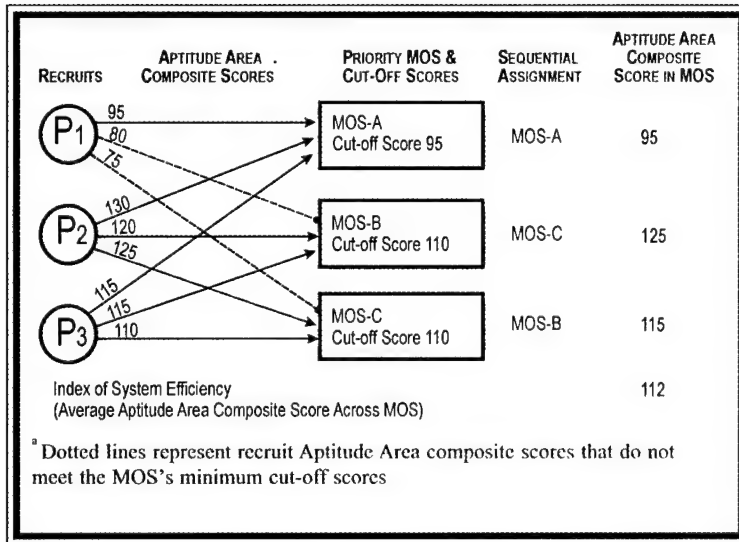 RECRUITS
APTITUDE AREA .
COMPOSITE SCORES
PRIORITY MOS &
CUT-OFF SCORES
SEQUENTIAL
ASSIGNMENT
APTITUDE AREA
COMPOSITE
SCORE IN MOS
P1
95
80
75
MOS-A
Cut-off Score 95
MOS-A
95
P2
130
120
125
MOS-B
Cut-off Score 110
MOS-C
125
P3
115
115
110
MOS-C
Cut-off Score 110
MOS-B
115
Index of System Efficiency
(Average Aptitude Area Composite Score Across MOS)
112
a Dotted lines represent recruit Aptitude Area composite scores that do not
meet the MOS's minimum cut-off scores